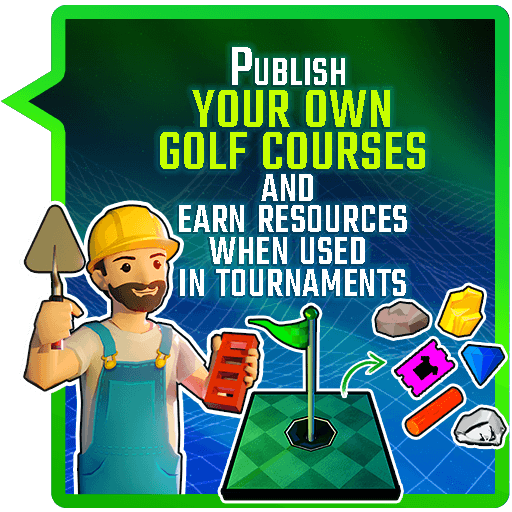 PUBLISH
YOUR OWN
GOLF COURSES
AND
EARN RESOURCES
WHEN USED
IN TOURNAMENTS